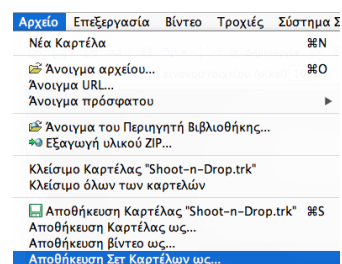 Αρχείο Επεξεργασία Βίντεο Τροχιές Σύστημα Σ
Νέα Καρτέλα ⌘N
Άνοιγμα αρχείου... ⌘O
Άνοιγμα URL...
Άνοιγμα πρόσφατου
Άνοιγμα του Περιηγητή Βιβλιοθήκης...
Εξαγωγή υλικού ZIP...
Κλείσιμο Καρτέλας "Shoot-n-Drop.trk"
Κλείσιμο όλων των καρτελών
Αποθήκευση Καρτέλας "Shoot-n-Drop.trk" ⌘S
Αποθήκευση Καρτέλας ως...
Αποθήκευση βίντεο ως...
Αποθήκευση Σετ Καρτέλων ως...